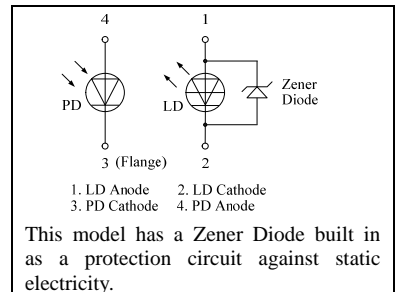 4 1
PD LD Zener
Diode
3 (Flange) 2
1. LD Anode 2. LD Cathode
3. PD Cathode 4. PD Anode
This model has a Zener Diode built in
as a protection circuit against static
electricity.